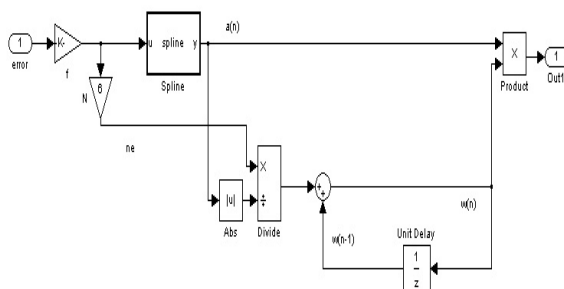 1
error
K-
f
6
N
u spline y
Spline
a(n)
ne
|u|
Abs
X
÷
Divide
+
+
w(n-1)
Unit Delay
1
z
w(n)
X
Product
1
Out1